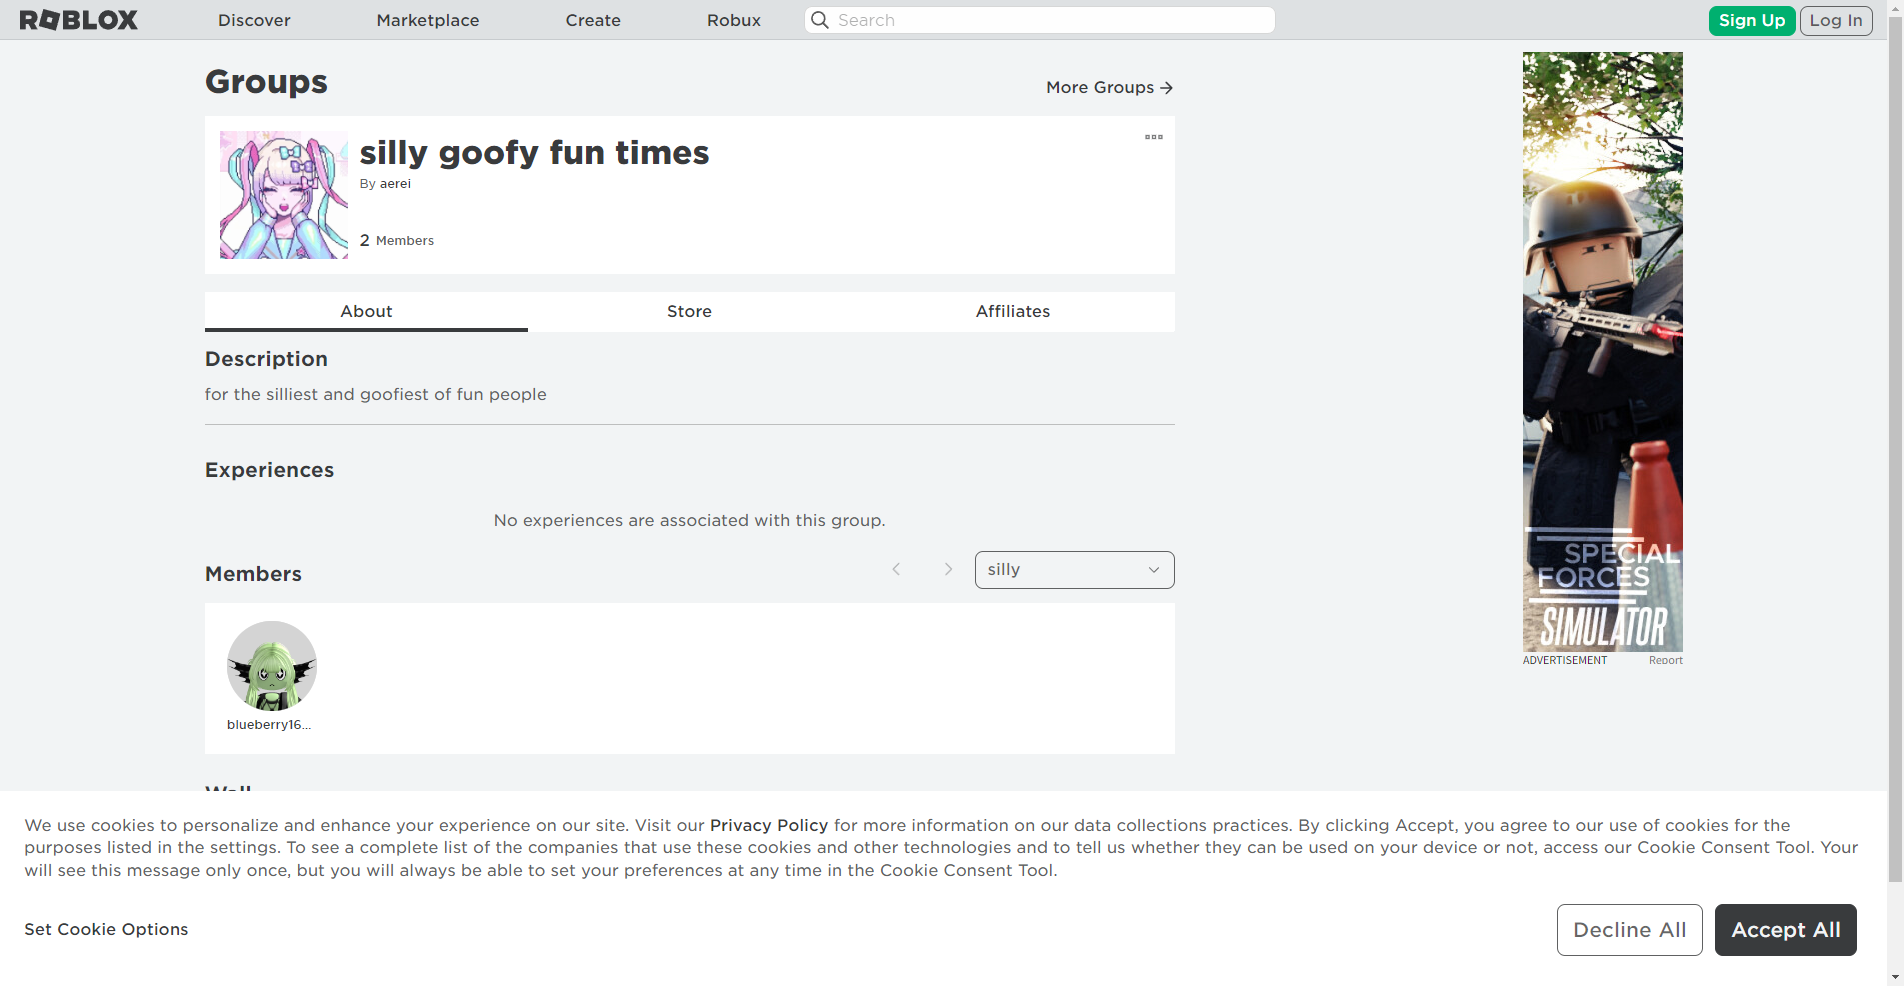 ROBLOX Discover Marketplace Create Robux Search Sign Up Log In
Groups
More Groups
silly goofy fun times
By aerei
2 Members
About Store Affiliates
Description
for the silliest and goofiest of fun people
Experiences
No experiences are associated with this group.
Members
silly
blueberry16...
Wall
SPECIAL
FORCES
SIMULATOR
ADVERTISEMENT Report
We use cookies to personalize and enhance your experience on our site. Visit our Privacy Policy for more information on our data collections practices. By clicking Accept, you agree to our use of cookies for the
purposes listed in the settings. To see a complete list of the companies that use these cookies and other technologies and to tell us whether they can be used on your device or not, access our Cookie Consent Tool. Your
will see this message only once, but you will always be able to set your preferences at any time in the Cookie Consent Tool.
Set Cookie Options
Decline All
Accept All